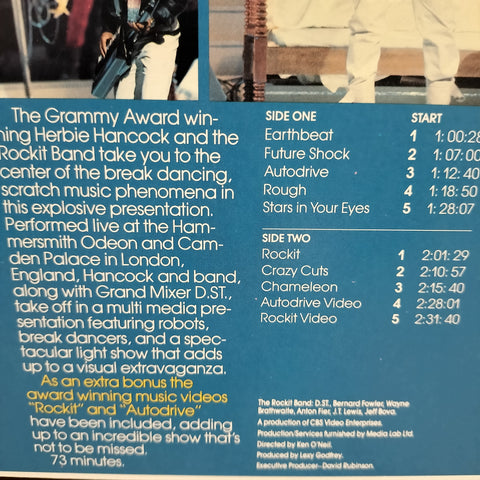 The Grammy Award win-
ning Herbie Hancock and the
Rockit Band take you to the
center of the break dancing,
scratch music phenomena in
this explosive presentation.
Performed live at the Ham-
mersmith Odeon and Cam-
den Palace in London,
England, Hancock and band,
along with Grand Mixer D.ST.,
take off in a multi media pre-
sentation featuring robots,
break dancers, and a spec-
tacular light show that adds
up to a visual extravaganza.
As an extra bonus the
award winning music videos
"Rockit" and "Autodrive"
have been included, adding
up to an incredible show that's
not to be missed.
73 minutes.
SIDE ONE START
Earthbeat 1 1:00:28
Future Shock 2 1:07:00
Autodrive 3 1:12:40
Rough 4 1:18:50
Stars in Your Eyes 5 1:28:07
SIDE TWO
Rockit 1 2:01:29
Crazy Cuts 2 2:10:57
Chameleon 3 2:15:40
Autodrive Video 4 2:28:01
Rockit Video 5 2:31:40
The Rockit Band: D.ST., Bernard Fowler, Wayne
Brathwaite, Anton Fier, J.T. Lewis, Jeff Bova.
A production of CBS Video Enterprises.
Production/Services furnished by Media Lab Ltd.
Directed by Ken O'Neil.
Produced by Lexy Godfrey.
Executive Producer-David Rubinson.